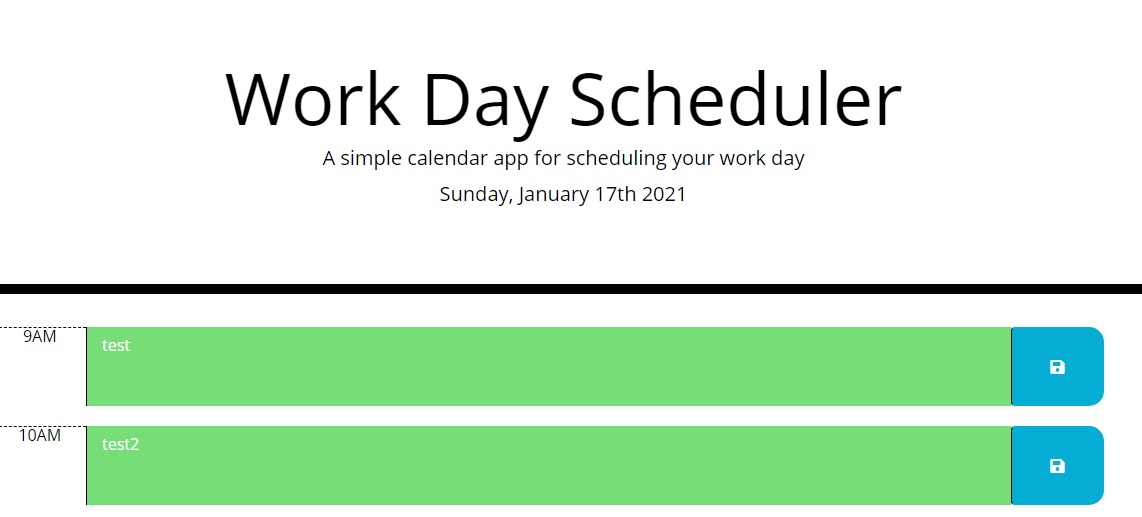 Work Day Scheduler
A simple calendar app for scheduling your work day
Sunday, January 17th 2021
9AM
test
10AM
test2